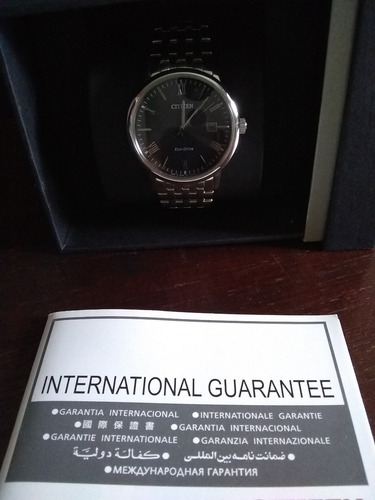 CITIZEN
Eco-Drive
INTERNATIONAL GUARANTEE
●GARANTIA INTERNACIONAL ●INTERNATIONALE GARANTIE
●國際保證書 ●GARANTIA INTERNACIONAL
●GARANTIE INTERNATIONALE ●GARANZIA INTERNAZIONALE
●ضمانت نامه بین المللی ●كفالة دولية
●МЕЖДУНАРОДНАЯ ГАРАНТИЯ